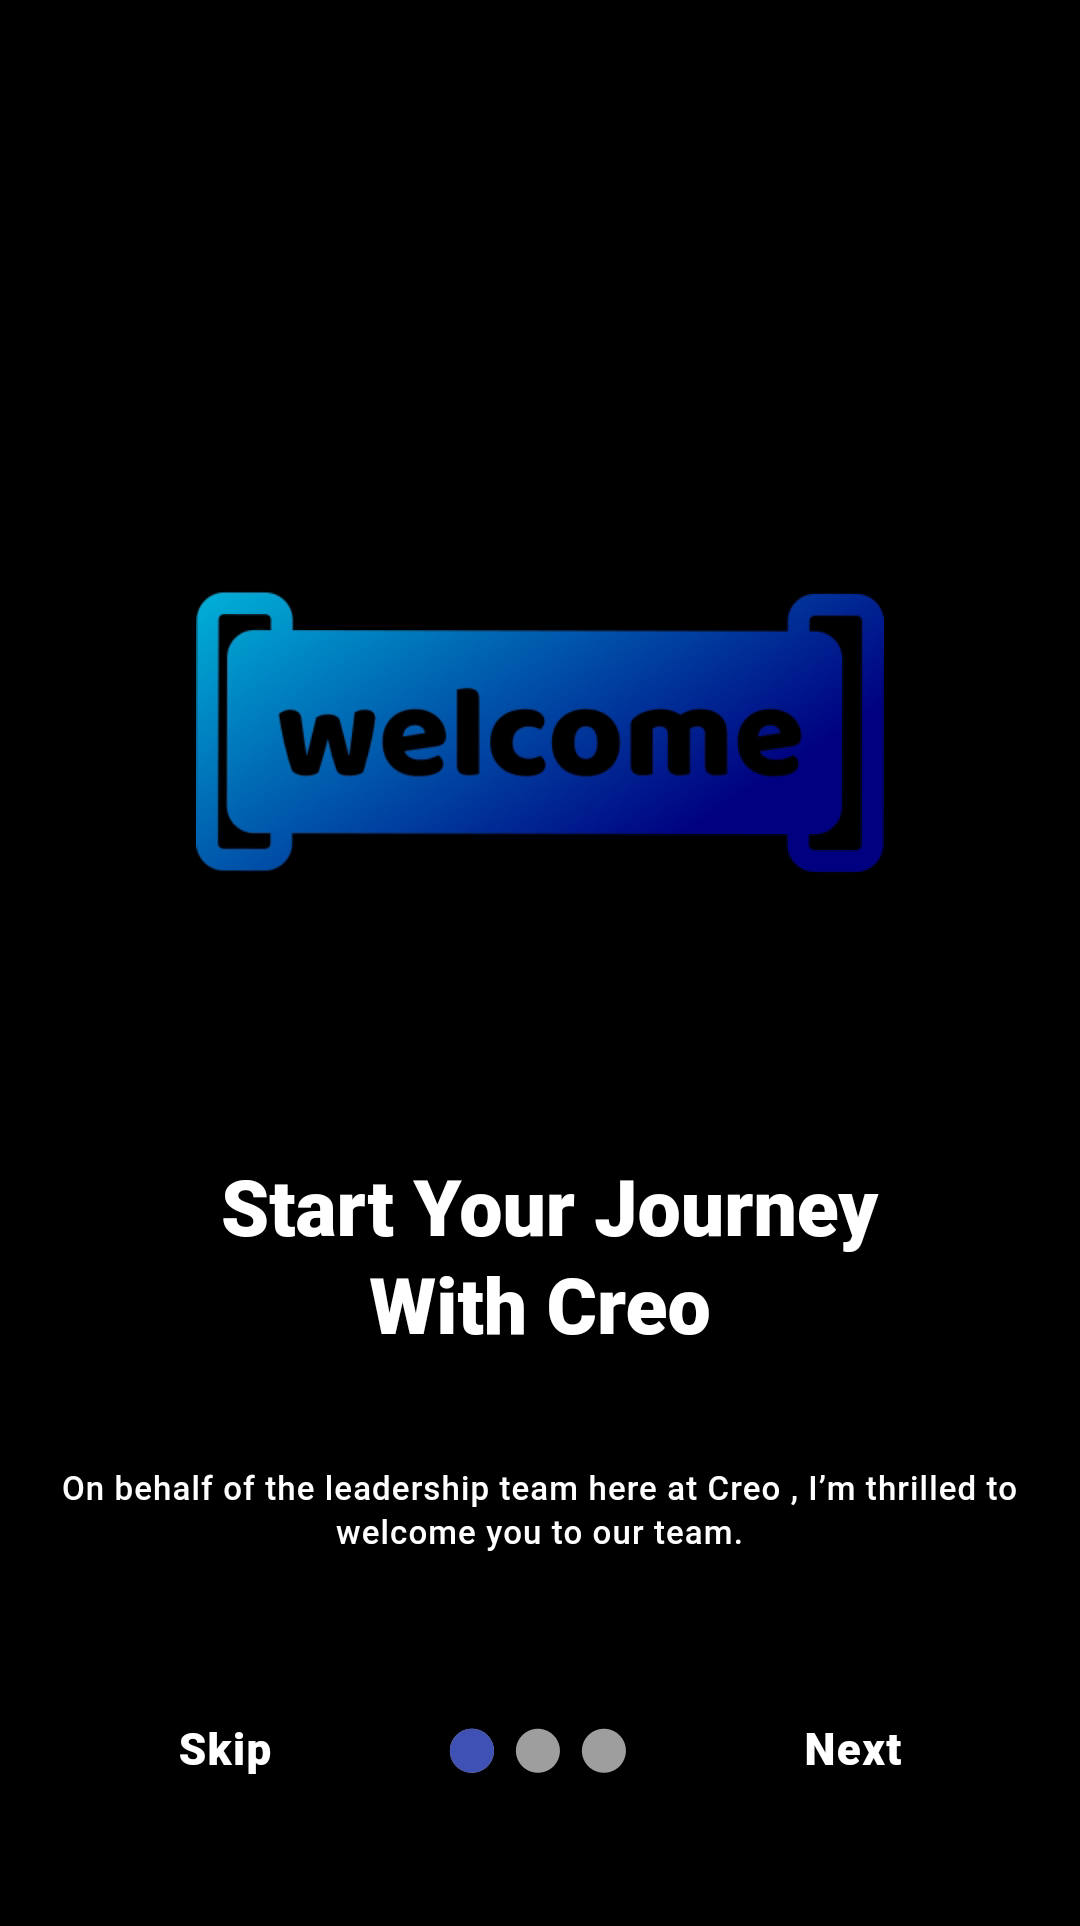 welcome
Start Your Journey
With Creo
On behalf of the leadership team here at Creo , I’m thrilled to
welcome you to our team.
Skip
Next